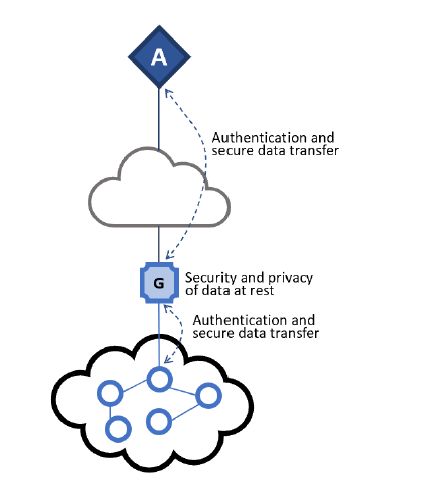 A
Authentication and
secure data transfer
G
Security and privacy
of data at rest
Authentication and
secure data transfer